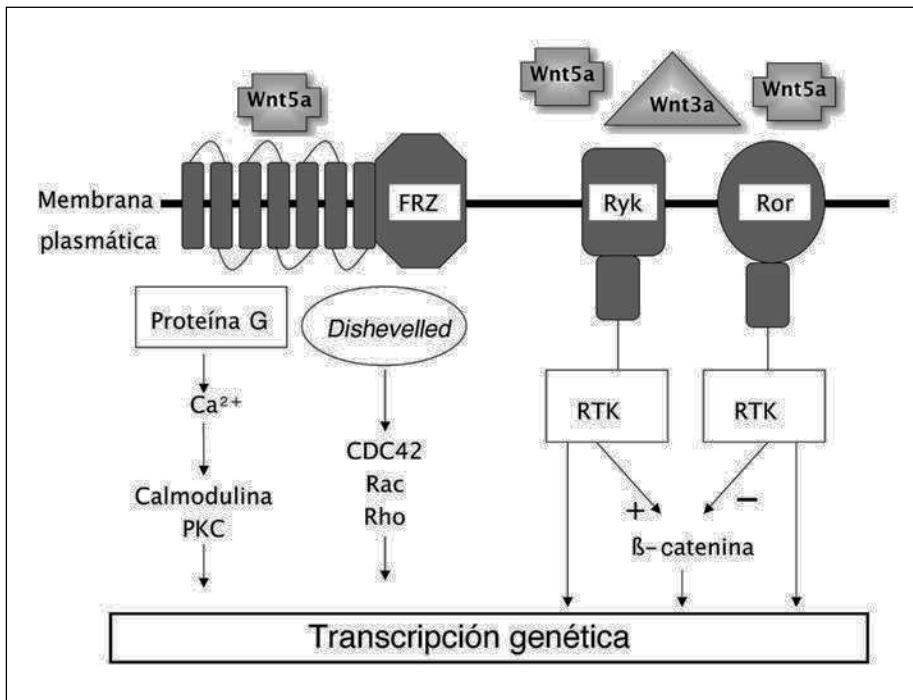 Wnt5a
Wnt5a
Wnt3a
Wnt5a
Membrana
plasmática
FRZ
Ryk
Ror
Proteína G
Dishevelled
Ca²⁺
Calmodulina
PKC
CDC42
Rac
Rho
RTK
RTK
+
−
ß-catenina
Transcripción genética